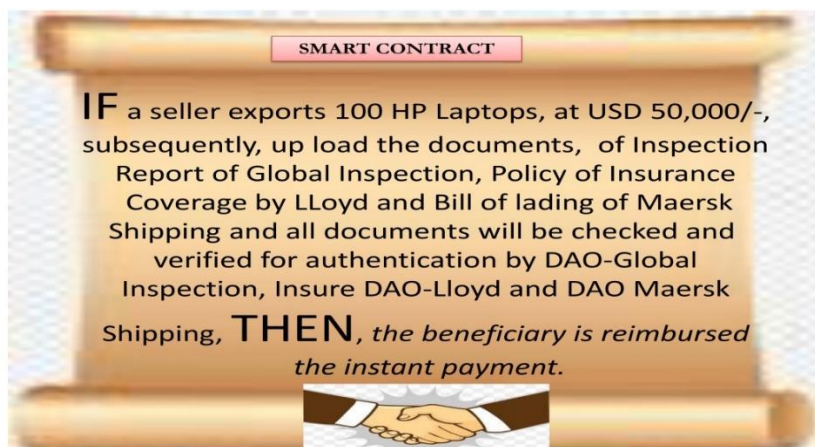 SMART CONTRACT
IF a seller exports 100 HP Laptops, at USD 50,000/-,
subsequently, up load the documents, of Inspection
Report of Global Inspection, Policy of Insurance
Coverage by LLoyd and Bill of lading of Maersk
Shipping and all documents will be checked and
verified for authentication by DAO-Global
Inspection, Insure DAO-Lloyd and DAO Maersk
Shipping, THEN, the beneficiary is reimbursed
the instant payment.